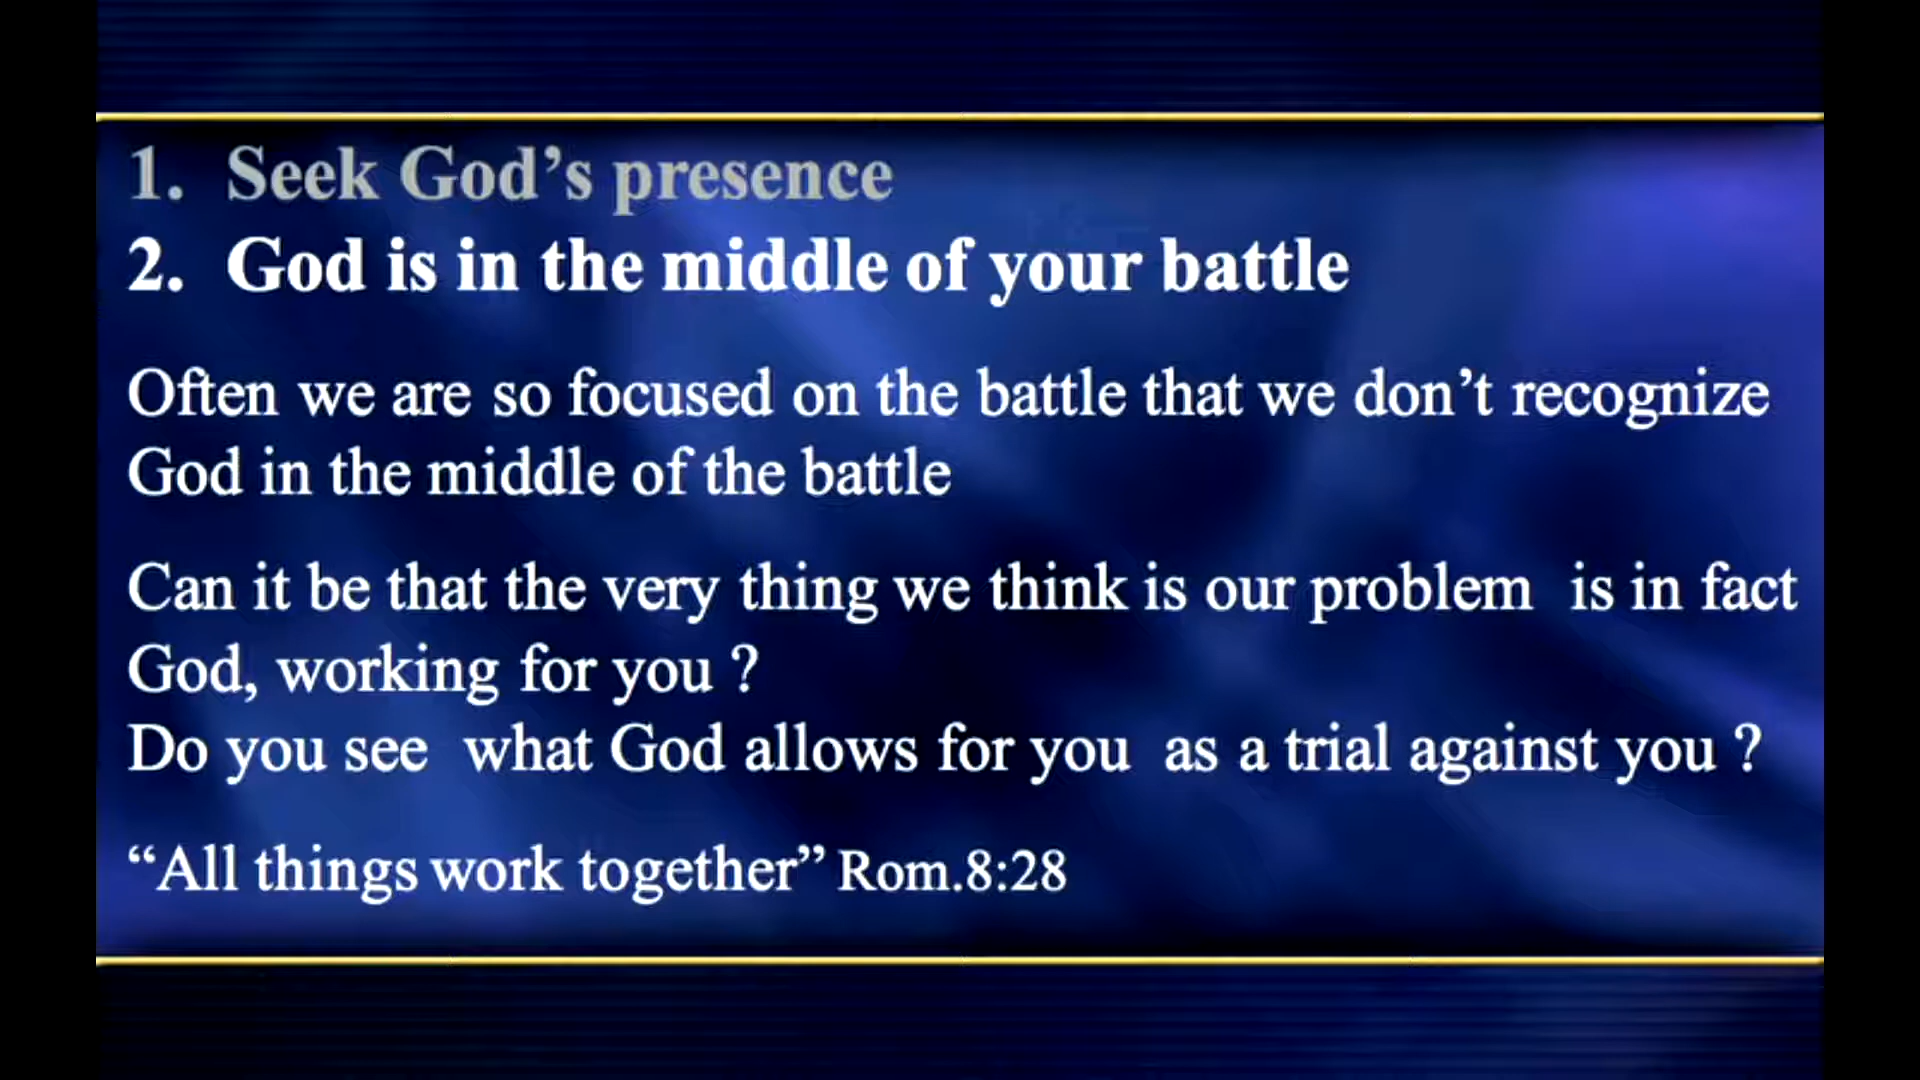 1. Seek God’s presence
2. God is in the middle of your battle
Often we are so focused on the battle that we don’t recognize
God in the middle of the battle
Can it be that the very thing we think is our problem  is in fact
God, working for you ?
Do you see  what God allows for you  as a trial against you ?
“All things work together” Rom.8:28